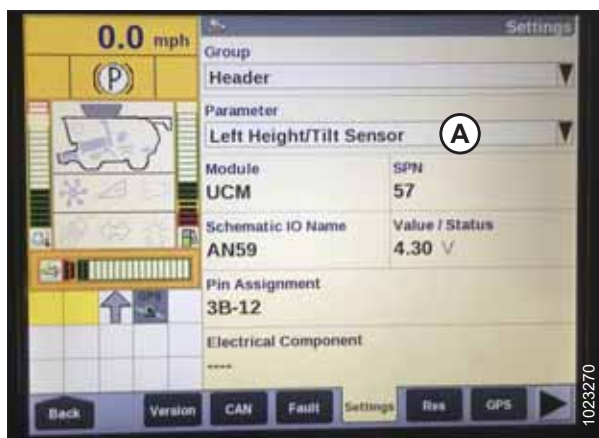 0.0 mph
(P)
Settings
Group
Header
Parameter
Left Height/Tilt Sensor
A
Module
UCM
SPN
57
Schematic IO Name
AN59
Value / Status
4.30 V
Pin Assignment
3B-12
Electrical Component
----
GPS
Back
Version
CAN
Fault
Settings
Res
GPS
1023270